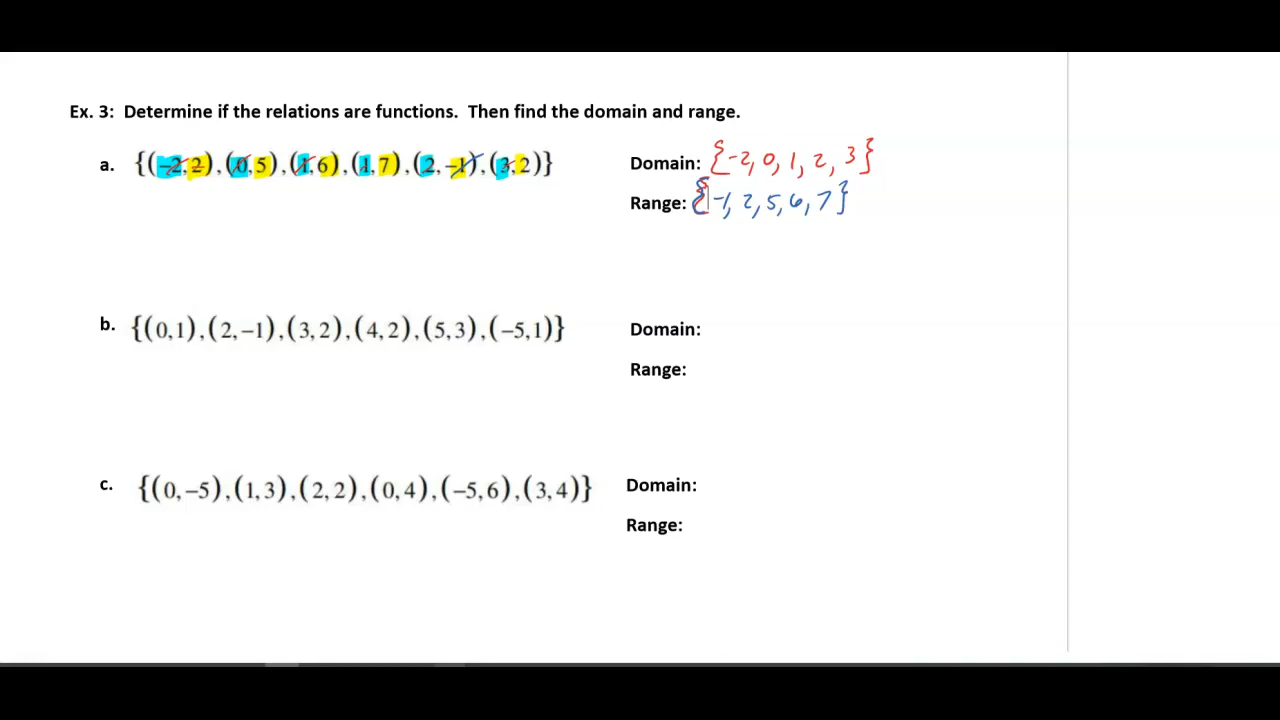 Ex. 3: Determine if the relations are functions. Then find the domain and range.
a. {(−2,2),(0,5),(1,6),(1,7),(2,−1),(3,2)} Domain: {-2, 0, 1, 2, 3}
Range: {-1, 2, 5, 6, 7}
b. {(0,1),(2,−1),(3,2),(4,2),(5,3),(−5,1)} Domain:
Range:
c. {(0,−5),(1,3),(2,2),(0,4),(−5,6),(3,4)} Domain:
Range: